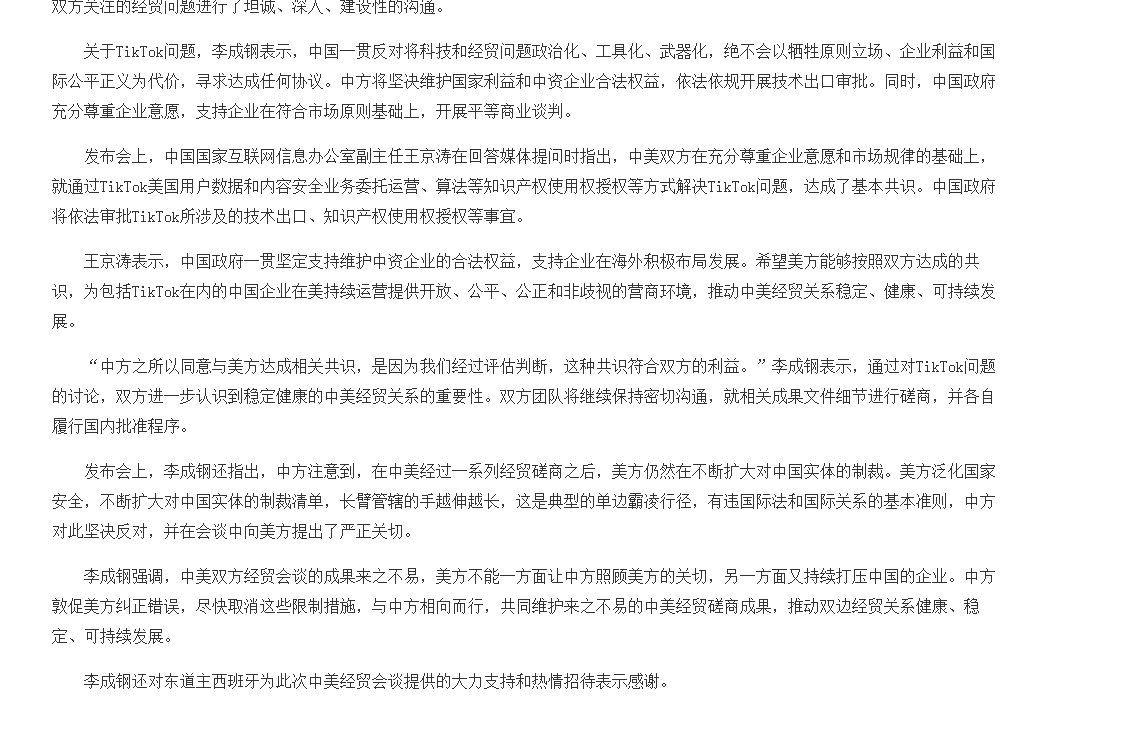 双方关注的经贸问题进行了坦诚、深入、建设性的沟通。
关于TikTok问题，李成钢表示，中国一贯反对将科技和经贸问题政治化、工具化、武器化，绝不会以牺牲原则立场、企业利益和国
际公平正义为代价，寻求达成任何协议。中方将坚决维护国家利益和中资企业合法权益，依法依规开展技术出口审批。同时，中国政府
充分尊重企业意愿，支持企业在符合市场原则基础上，开展平等商业谈判。
发布会上，中国国家互联网信息办公室副主任王京涛在回答媒体提问时指出，中美双方在充分尊重企业意愿和市场规律的基础上，
就通过TikTok美国用户数据和内容安全业务委托运营、算法等知识产权使用权授权等方式解决TikTok问题，达成了基本共识。中国政府
将依法审批TikTok所涉及的技术出口、知识产权使用权授权等事宜。
王京涛表示，中国政府一贯坚定支持维护中资企业的合法权益，支持企业在海外积极布局发展。希望美方能够按照双方达成的共
识，为包括TikTok在内的中国企业在美持续运营提供开放、公平、公正和非歧视的营商环境，推动中美经贸关系稳定、健康、可持续发
展。
“中方之所以同意与美方达成相关共识，是因为我们经过评估判断，这种共识符合双方的利益。”李成钢表示，通过对TikTok问题
的讨论，双方进一步认识到稳定健康的中美经贸关系的重要性。双方团队将继续保持密切沟通，就相关成果文件细节进行磋商，并各自
履行国内批准程序。
发布会上，李成钢还指出，中方注意到，在中美经过一系列经贸磋商之后，美方仍然在不断扩大对中国实体的制裁。美方泛化国家
安全，不断扩大对中国实体的制裁清单，长臂管辖的手越伸越长，这是典型的单边霸凌行径，有违国际法和国际关系的基本准则，中方
对此坚决反对，并在会谈中向美方提出了严正关切。
李成钢强调，中美双方经贸会谈的成果来之不易，美方不能一方面让中方照顾美方的关切，另一方面又持续打压中国的企业。中方
敦促美方纠正错误，尽快取消这些限制措施，与中方相向而行，共同维护来之不易的中美经贸磋商成果，推动双边经贸关系健康、稳
定、可持续发展。
李成钢还对东道主西班牙为此次中美经贸会谈提供的大力支持和热情招待表示感谢。